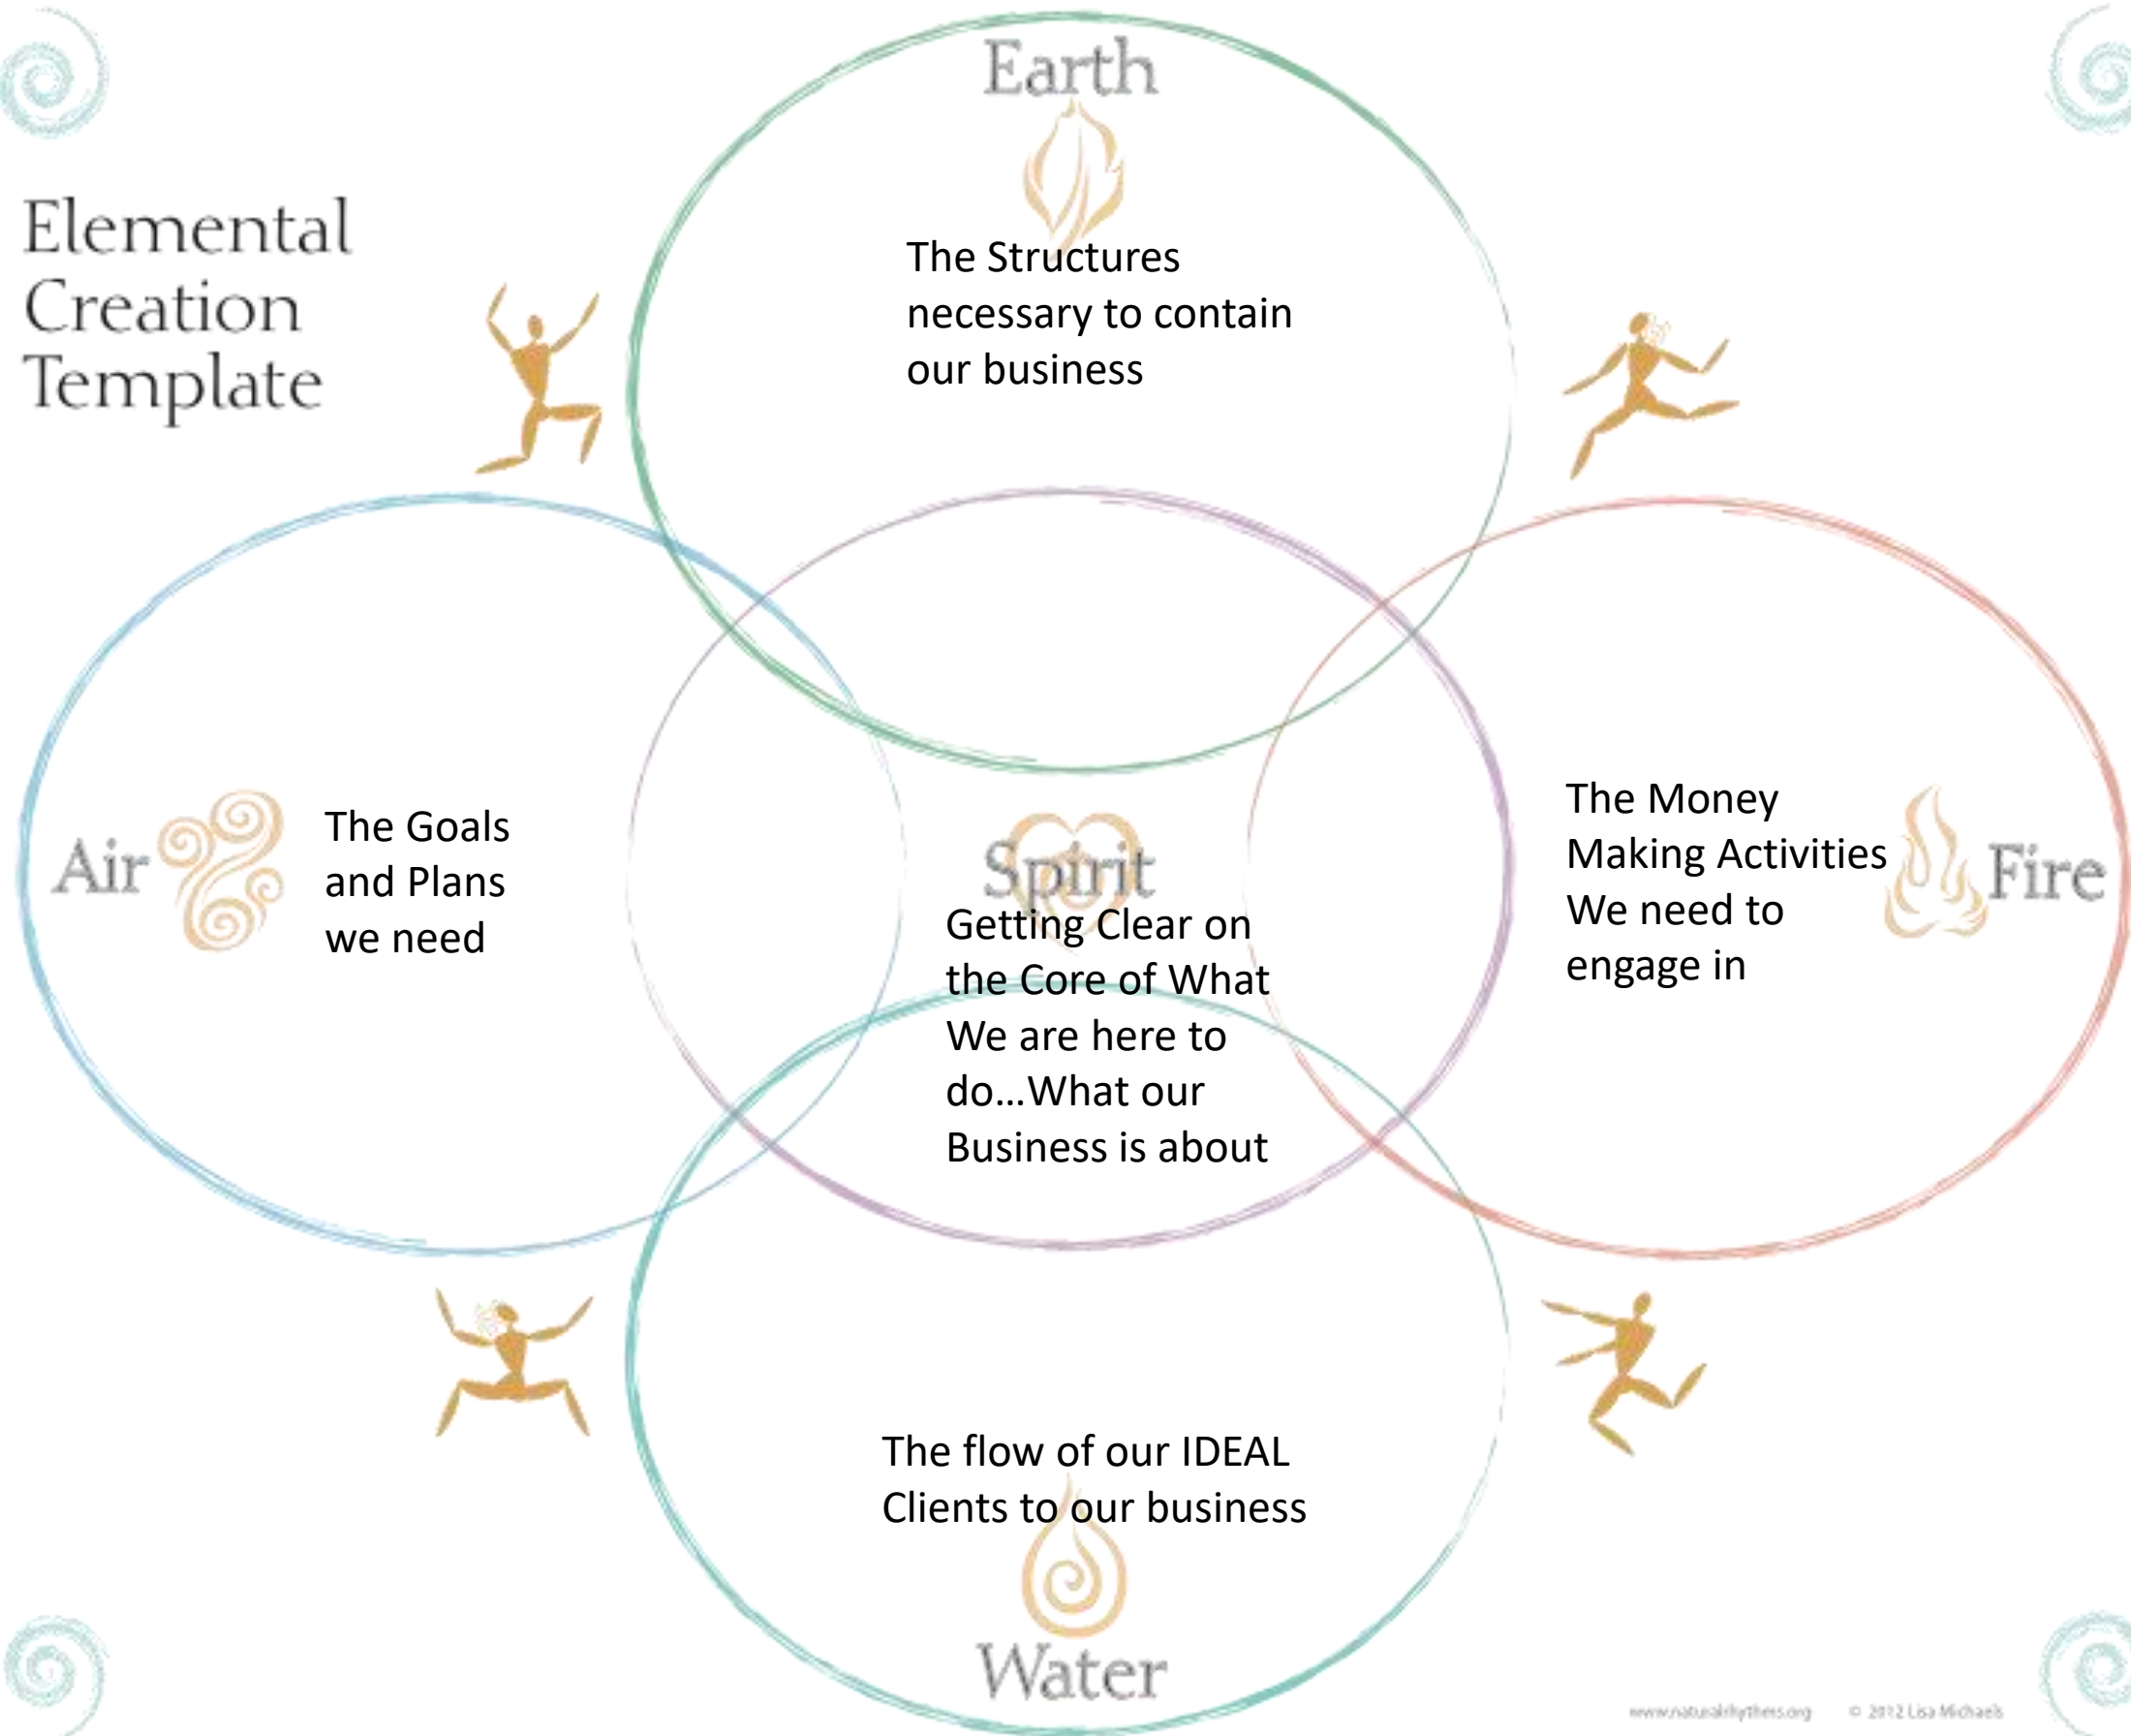 Earth
Elemental
Creation
Template
The Structures
necessary to contain
our business
Air
The Goals
and Plans
we need
Spirit
Getting Clear on
the Core of What
We are here to
do...What our
Business is about
The Money
Making Activities
We need to
engage in
Fire
The flow of our IDEAL
Clients to our business
Water
www.naturalrhythms.org © 2012 Lisa Michaels